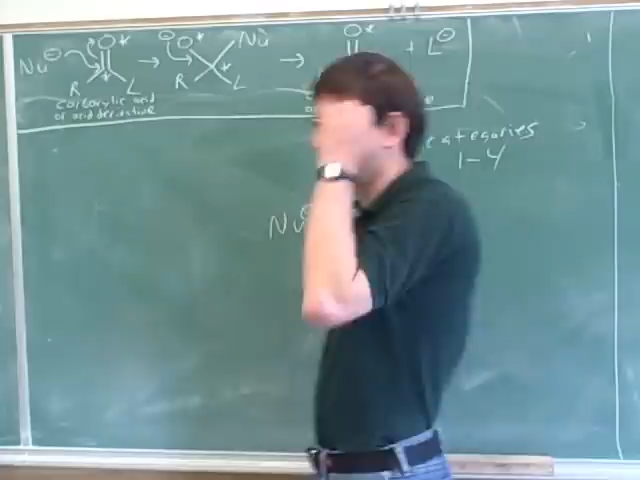 Nu⊖ O* → ⊖O* Nu → O* + L⊖
R L R L
carboxylic acid
or acid derivative
categories
1-4
Nu